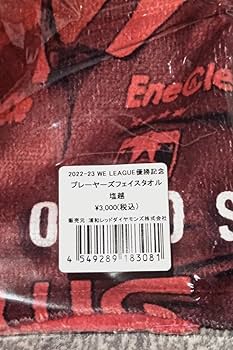 EneCle
2022-23 WE LEAGUE優勝記念
プレーヤーズフェイスタオル
塩越
¥3,000(税込)
販売元:浦和レッドダイヤモンズ株式会社
4 549289 183081